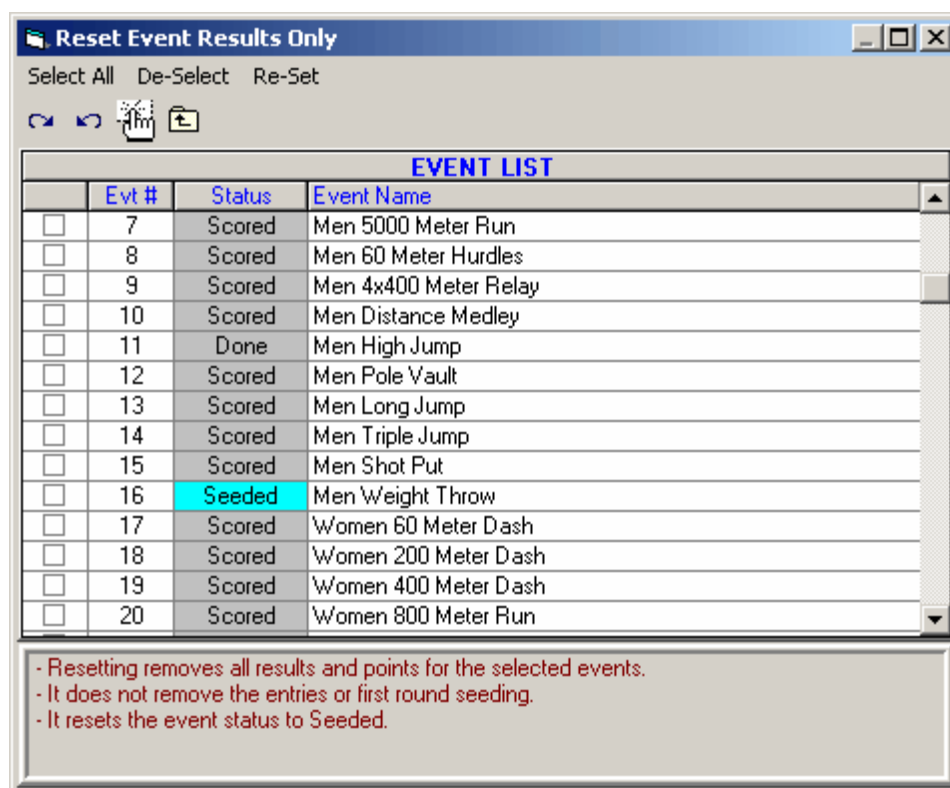 Reset Event Results Only
Select All De-Select Re-Set
EVENT LIST
Evt # Status Event Name
7 Scored Men 5000 Meter Run
8 Scored Men 60 Meter Hurdles
9 Scored Men 4x400 Meter Relay
10 Scored Men Distance Medley
11 Done Men High Jump
12 Scored Men Pole Vault
13 Scored Men Long Jump
14 Scored Men Triple Jump
15 Scored Men Shot Put
16 Seeded Men Weight Throw
17 Scored Women 60 Meter Dash
18 Scored Women 200 Meter Dash
19 Scored Women 400 Meter Dash
20 Scored Women 800 Meter Run
- Resetting removes all results and points for the selected events.
- It does not remove the entries or first round seeding.
- It resets the event status to Seeded.